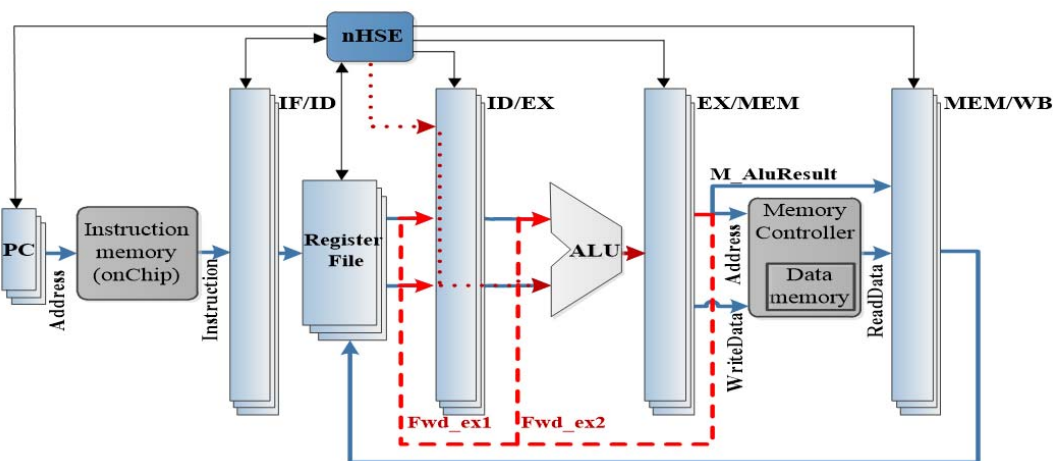 nHSE
IF/ID
ID/EX
EX/MEM
MEM/WB
PC
Address
Instruction
memory
(onChip)
Instruction
Register
File
ALU
M_AluResult
Address
WriteData
Memory
Controller
Data
memory
ReadData
Fwd_ex1
Fwd_ex2